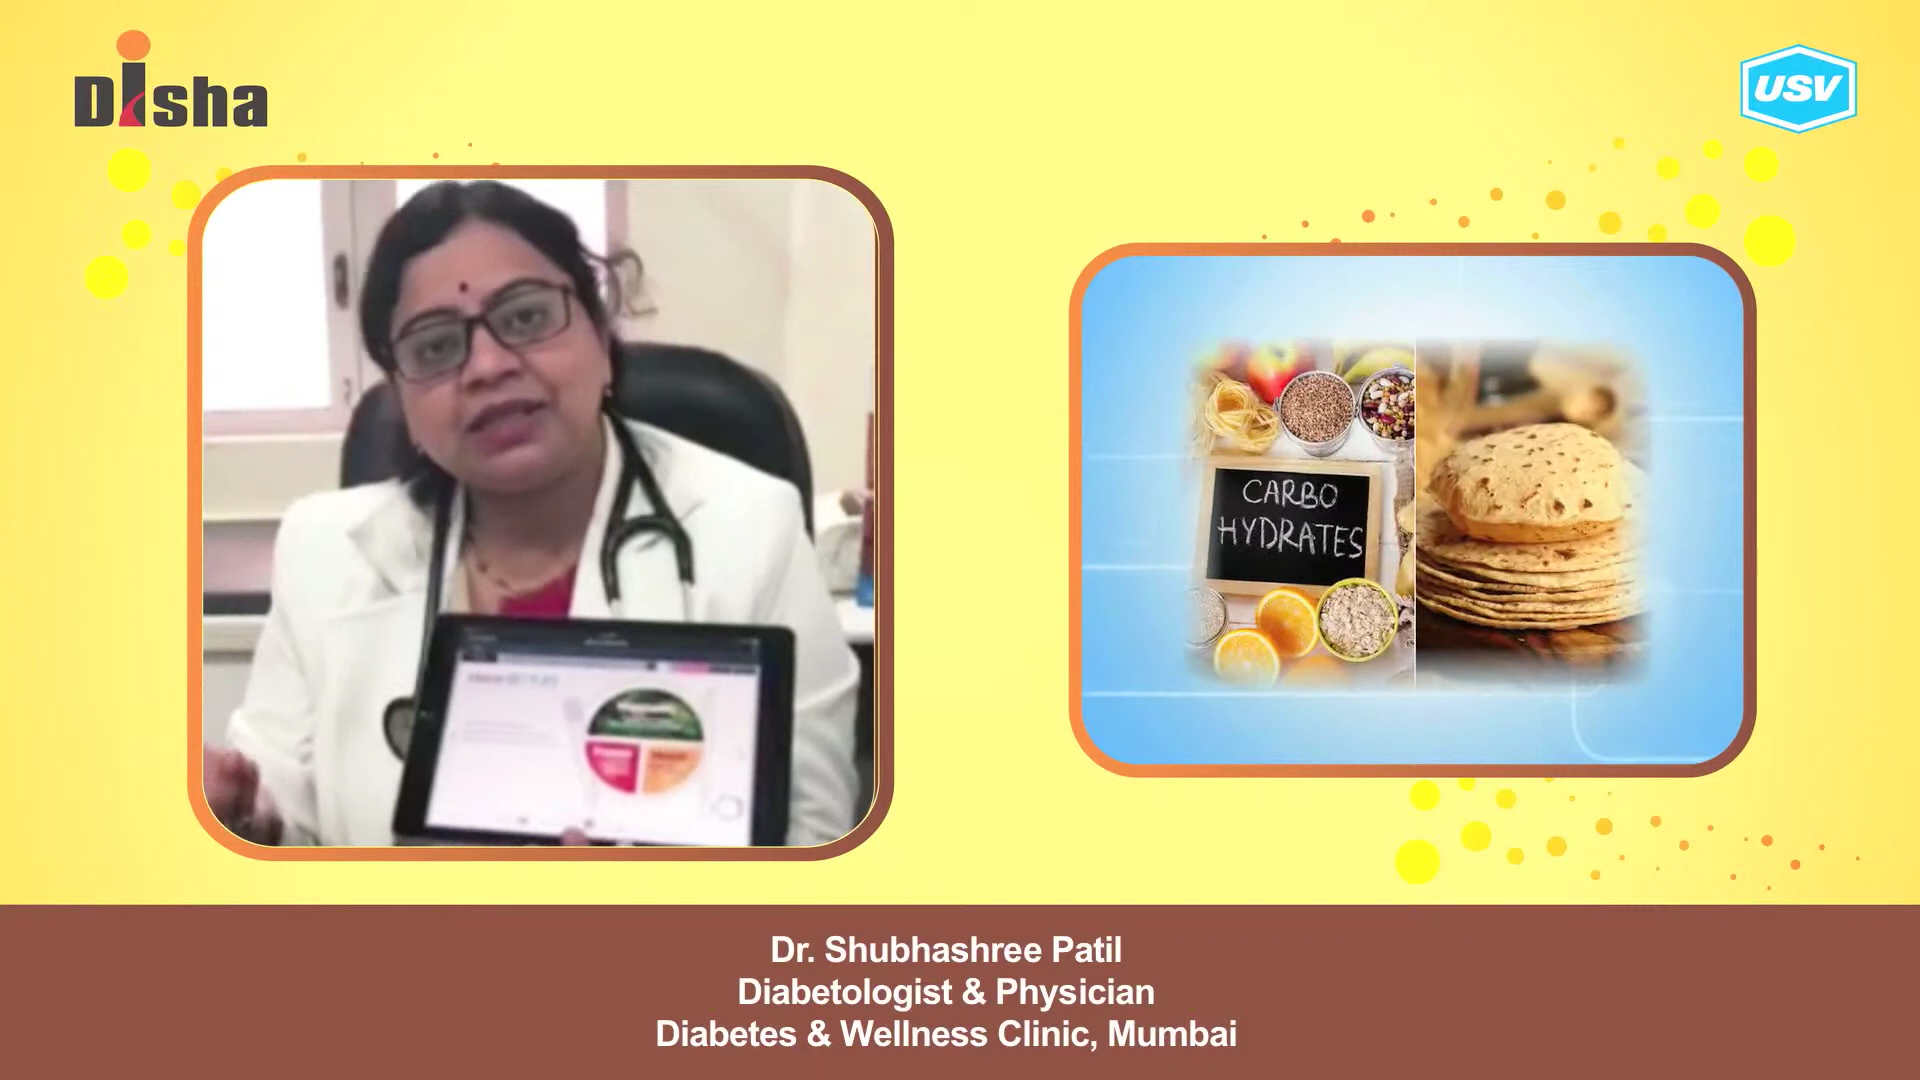 Disha
USV
CARBO
HYDRATES
Dr. Shubhashree Patil
Diabetologist & Physician
Diabetes & Wellness Clinic, Mumbai